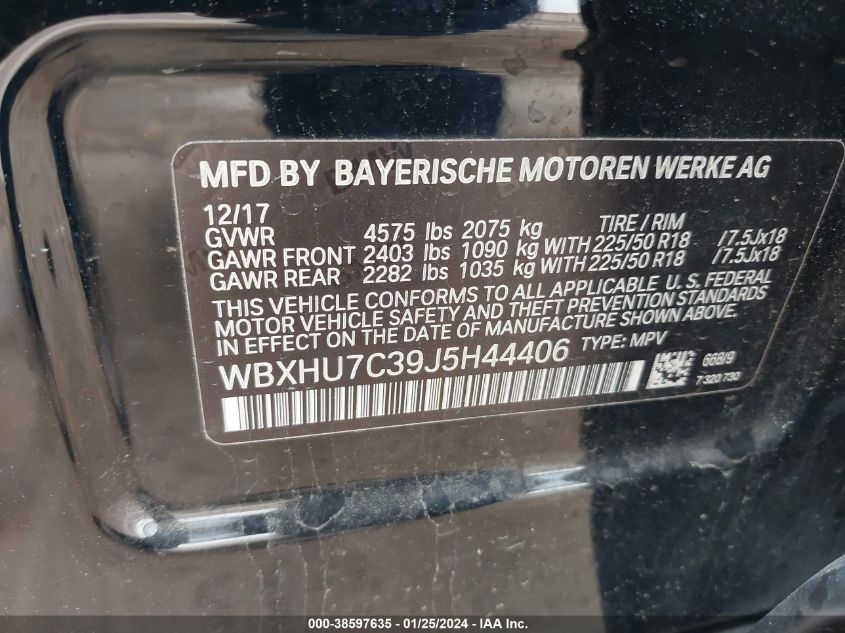 MFD BY BAYERISCHE MOTOREN WERKE AG
12/17 TIRE / RIM
GVWR 4575 lbs 2075 kg
GAWR FRONT 2403 lbs 1090 kg WITH 225/50 R18 /7.5Jx18
GAWR REAR 2282 lbs 1035 kg WITH 225/50 R18 /7.5Jx18
THIS VEHICLE CONFORMS TO ALL APPLICABLE U. S. FEDERAL
MOTOR VEHICLE SAFETY AND THEFT PREVENTION STANDARDS
IN EFFECT ON THE DATE OF MANUFACTURE SHOWN ABOVE.
WBXHU7C39J5H44406 TYPE: MPV
668/9
7 320 730
000-38597635 - 01/25/2024 - IAAI.com